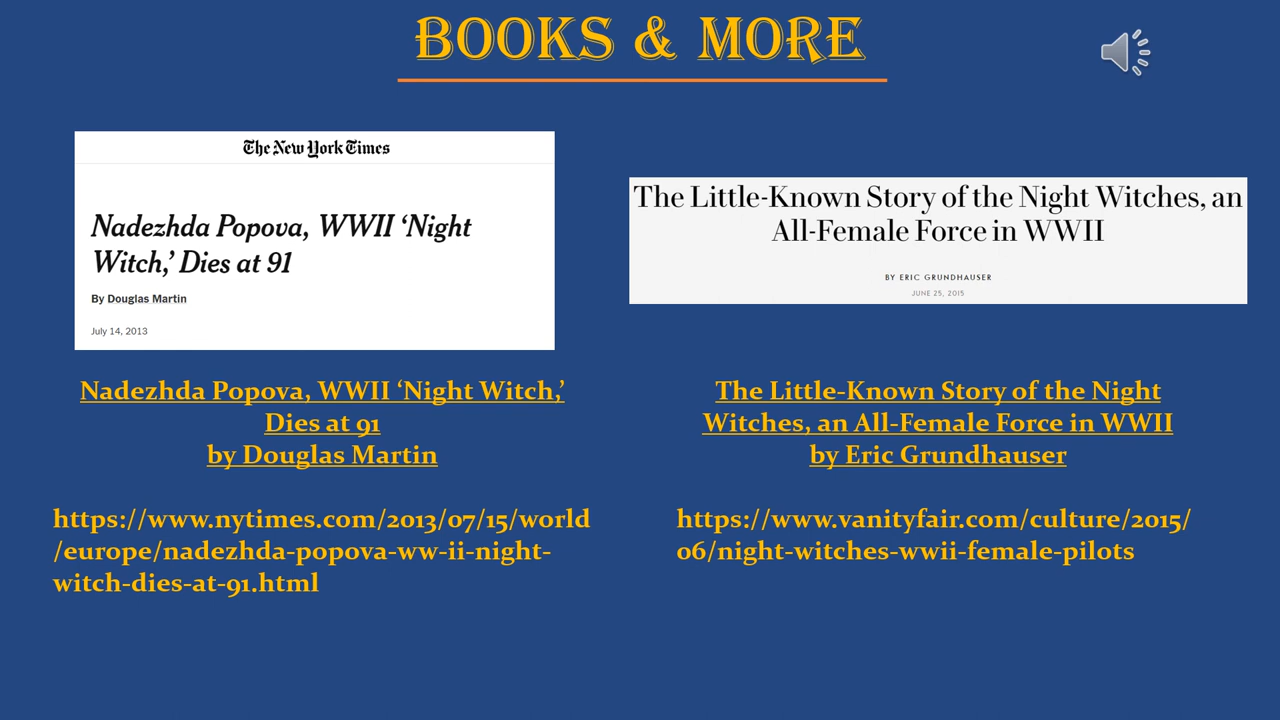 BOOKS & MORE
The New York Times
Nadezhda Popova, WWII ‘Night
Witch,’ Dies at 91
By Douglas Martin
July 14, 2013
Nadezhda Popova, WWII ‘Night Witch,’
Dies at 91
by Douglas Martin
https://www.nytimes.com/2013/07/15/world
/europe/nadezhda-popova-ww-ii-night-
witch-dies-at-91.html
The Little-Known Story of the Night Witches, an
All-Female Force in WWII
BY ERIC GRUNDHAUSER
JUNE 25, 2015
The Little-Known Story of the Night
Witches, an All-Female Force in WWII
by Eric Grundhauser
https://www.vanityfair.com/culture/2015/
06/night-witches-wwii-female-pilots